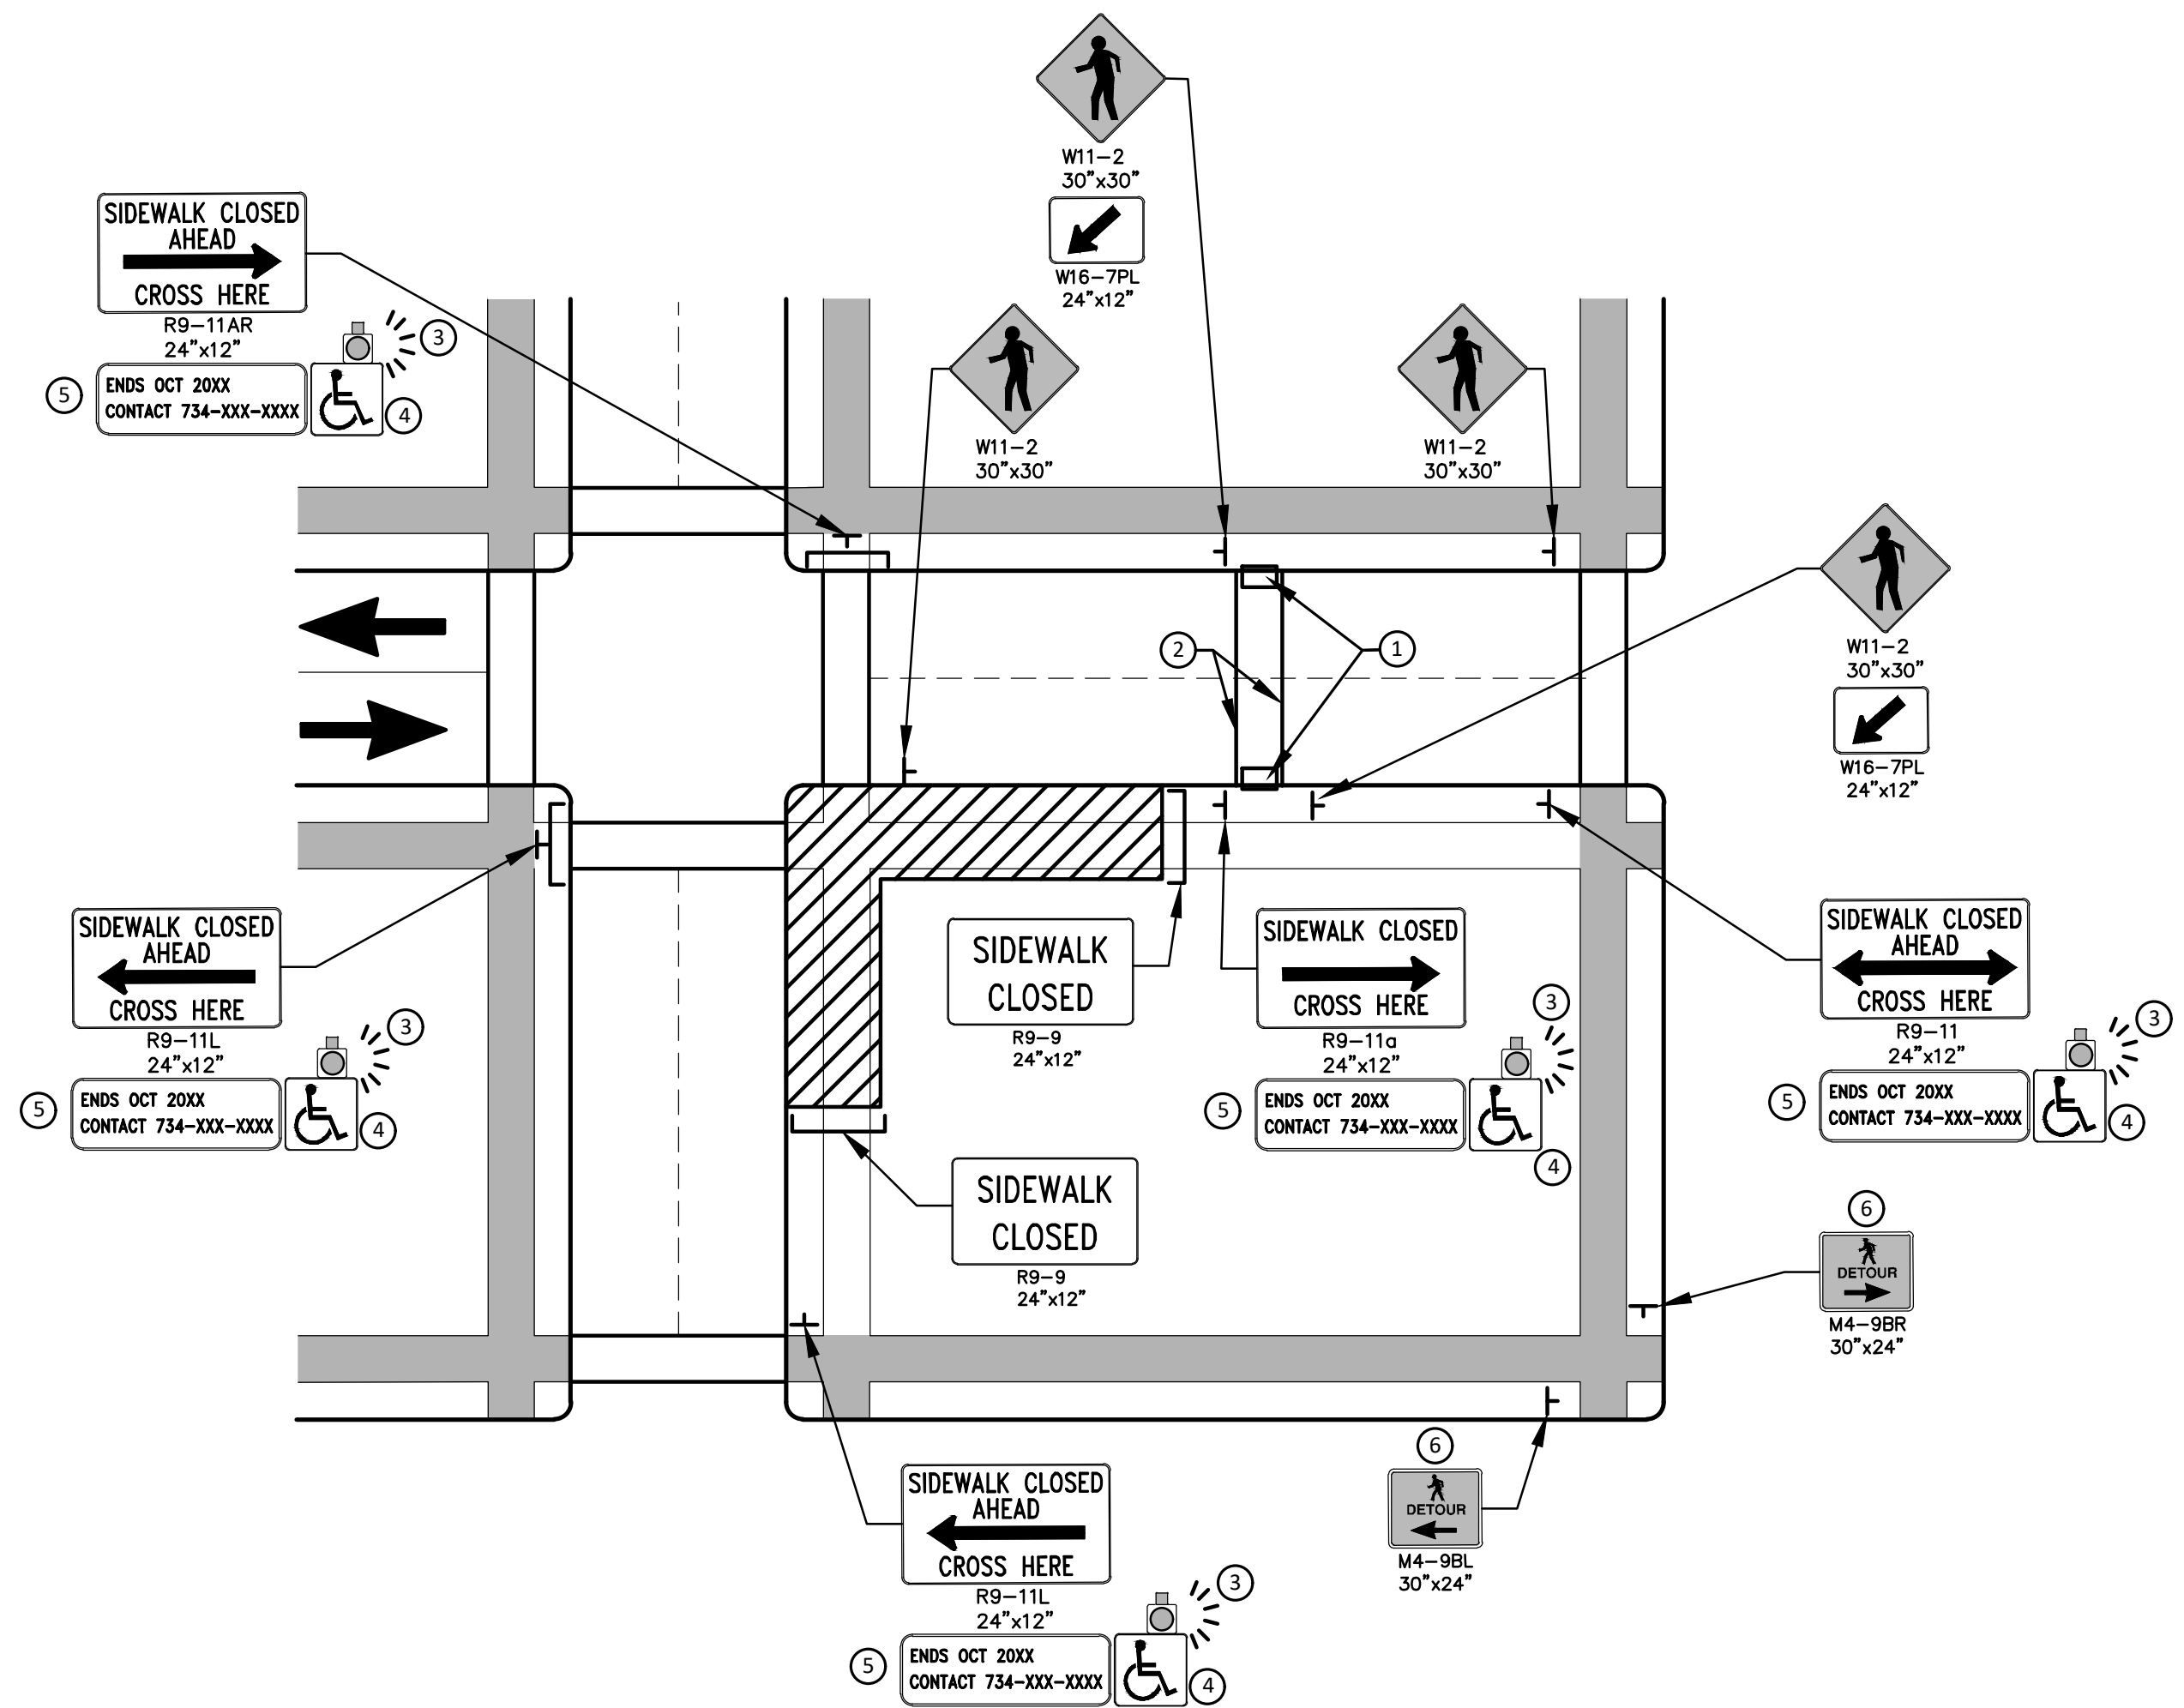 W11-2
30"x30"
W16-7PL
24"x12"
SIDEWALK CLOSED
AHEAD
CROSS HERE
R9-11AR
24"x12"
3
5
ENDS OCT 20XX
CONTACT 734-XXX-XXXX
4
W11-2
30"x30"
W11-2
30"x30"
W11-2
30"x30"
W16-7PL
24"x12"
2
1
SIDEWALK CLOSED
AHEAD
CROSS HERE
R9-11L
24"x12"
3
5
ENDS OCT 20XX
CONTACT 734-XXX-XXXX
4
SIDEWALK
CLOSED
R9-9
24"x12"
SIDEWALK CLOSED
CROSS HERE
R9-11a
24"x12"
3
5
ENDS OCT 20XX
CONTACT 734-XXX-XXXX
4
SIDEWALK CLOSED
AHEAD
CROSS HERE
R9-11
24"x12"
3
5
ENDS OCT 20XX
CONTACT 734-XXX-XXXX
4
SIDEWALK
CLOSED
R9-9
24"x12"
6
DETOUR
M4-9BR
30"x24"
6
DETOUR
M4-9BL
30"x24"
SIDEWALK CLOSED
AHEAD
CROSS HERE
R9-11L
24"x12"
3
5
ENDS OCT 20XX
CONTACT 734-XXX-XXXX
4